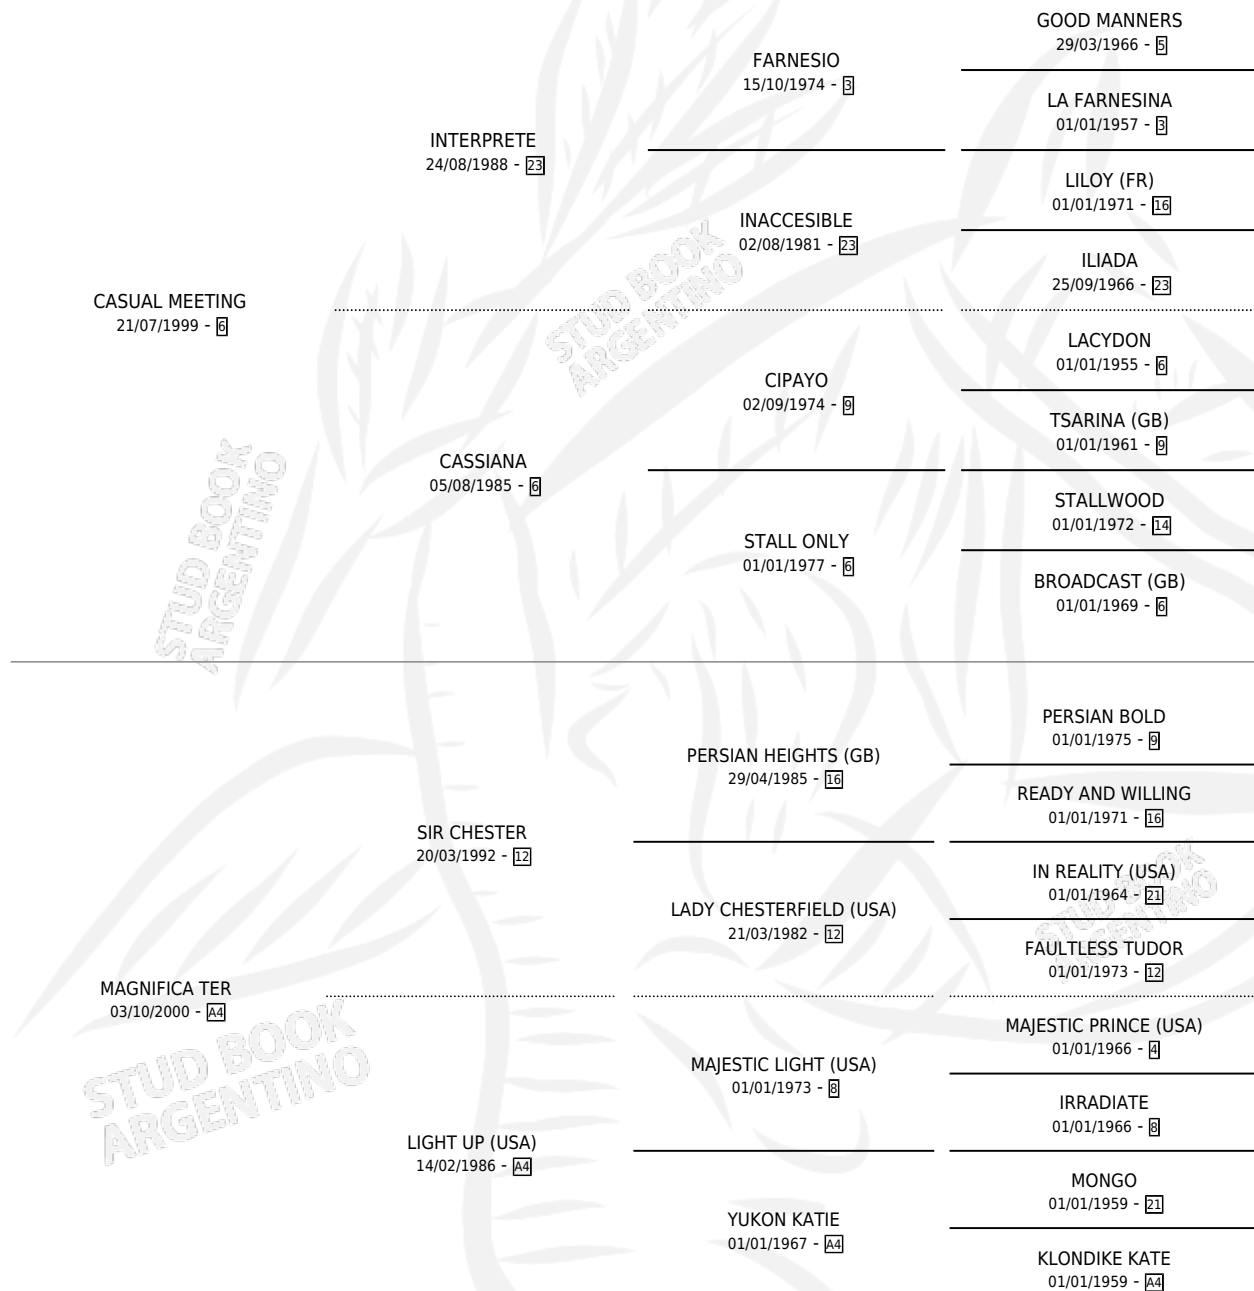 GOOD MANNERS
29/03/1966 - 5
FARNESIO
15/10/1974 - 3
LA FARNESINA
01/01/1957 - 3
INTERPRETE
24/08/1988 - 23
LILOY (FR)
01/01/1971 - 16
INACCESIBLE
02/08/1981 - 23
ILIADA
25/09/1966 - 23
CASUAL MEETING
21/07/1999 - 6
LACYDON
01/01/1955 - 6
CIPAYO
02/09/1974 - 9
TSARINA (GB)
01/01/1961 - 9
CASSIANA
05/08/1985 - 6
STALLWOOD
01/01/1972 - 14
STALL ONLY
01/01/1977 - 6
BROADCAST (GB)
01/01/1969 - 6
PERSIAN BOLD
01/01/1975 - 9
PERSIAN HEIGHTS (GB)
29/04/1985 - 16
READY AND WILLING
01/01/1971 - 16
SIR CHESTER
20/03/1992 - 12
IN REALITY (USA)
01/01/1964 - 21
LADY CHESTERFIELD (USA)
21/03/1982 - 12
FAULTLESS TUDOR
01/01/1973 - 12
MAGNIFICA TER
03/10/2000 - A4
MAJESTIC PRINCE (USA)
01/01/1966 - 4
MAJESTIC LIGHT (USA)
01/01/1973 - 8
IRRADIATE
01/01/1966 - 8
LIGHT UP (USA)
14/02/1986 - A4
MONGO
01/01/1959 - 21
YUKON KATIE
01/01/1967 - A4
KLONDIKE KATE
01/01/1959 - A4
STUD BOOK
ARGENTINO
STUD BOOK
ARGENTINO
STUD BOOK
ARGENTINO
STUD BOOK
ARGENTINO